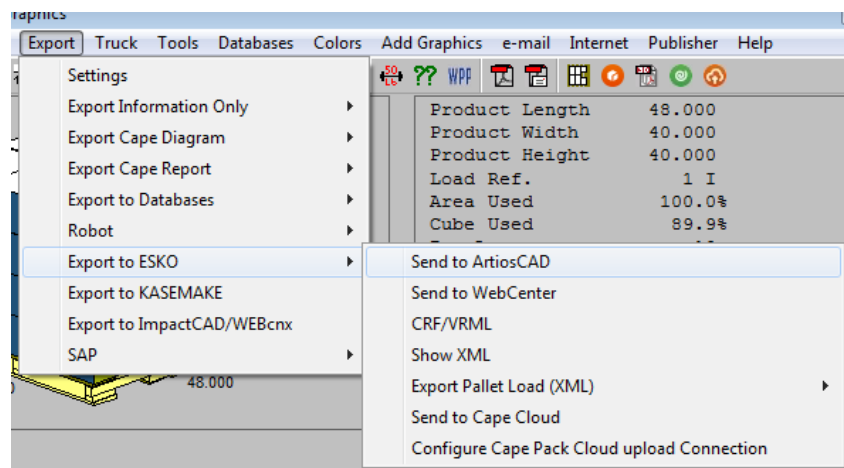 raphics
Export Truck Tools Databases Colors Add Graphics e-mail Internet Publisher Help
Settings
Export Information Only
Export Cape Diagram
Export Cape Report
Export to Databases
Robot
Export to ESKO
Export to KASEMAKE
Export to ImpactCAD/WEBcnx
SAP
50
LB
?? WPP
Product Length 48.000
Product Width 40.000
Product Height 40.000
Load Ref. 1 I
Area Used 100.0%
Cube Used 89.9%
Send to ArtiosCAD
Send to WebCenter
CRF/VRML
Show XML
Export Pallet Load (XML)
Send to Cape Cloud
Configure Cape Pack Cloud upload Connection
48.000